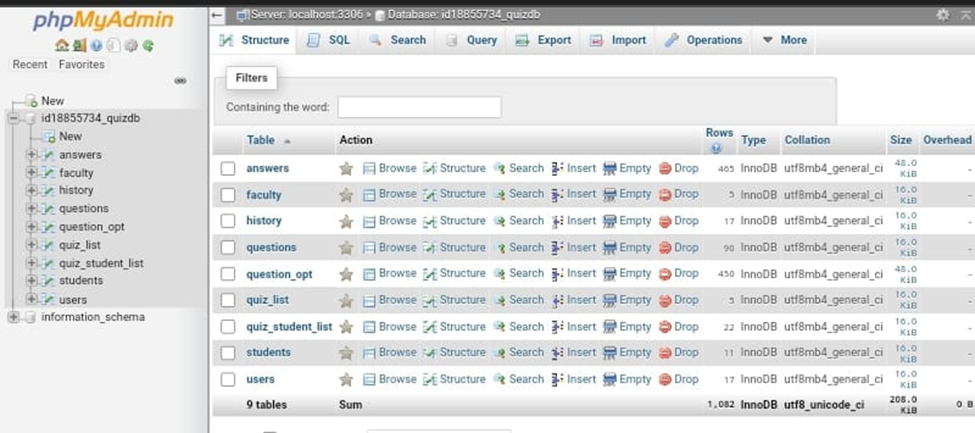 phpMyAdmin
Recent Favorites
New
id18855734_quizdb
New
answers
faculty
history
questions
question_opt
quiz_list
quiz_student_list
students
users
information_schema
Server: localhost:3306 » Database: id18855734_quizdb
Structure SQL Search Query Export Import Operations More
Filters
Containing the word:
Table Action Rows Type Collation Size Overhead
answers Browse Structure Search Insert Empty Drop 465 InnoDB utf8mb4_general_ci 48.0 KiB -
faculty Browse Structure Search Insert Empty Drop 5 InnoDB utf8mb4_general_ci 16.0 KiB -
history Browse Structure Search Insert Empty Drop 17 InnoDB utf8mb4_general_ci 16.0 KiB -
questions Browse Structure Search Insert Empty Drop 90 InnoDB utf8mb4_general_ci 16.0 KiB -
question_opt Browse Structure Search Insert Empty Drop 450 InnoDB utf8mb4_general_ci 48.0 KiB -
quiz_list Browse Structure Search Insert Empty Drop 5 InnoDB utf8mb4_general_ci 16.0 KiB -
quiz_student_list Browse Structure Search Insert Empty Drop 22 InnoDB utf8mb4_general_ci 16.0 KiB -
students Browse Structure Search Insert Empty Drop 11 InnoDB utf8mb4_general_ci 16.0 KiB -
users Browse Structure Search Insert Empty Drop 17 InnoDB utf8mb4_general_ci 16.0 KiB -
9 tables Sum 1,082 InnoDB utf8_unicode_ci 208.0 KiB 0 B